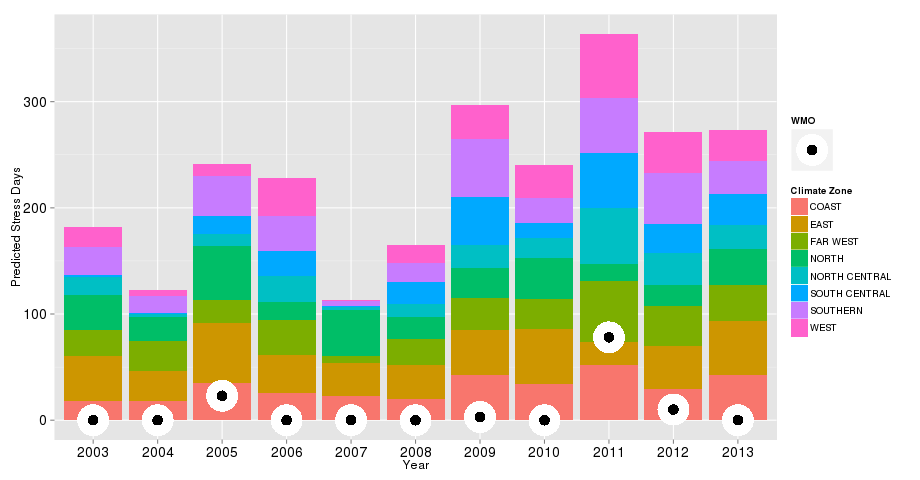 Predicted Stress Days
300
200
100
0
2003 2004 2005 2006 2007 2008 2009 2010 2011 2012 2013
Year
WMO
Climate Zone
COAST
EAST
FAR WEST
NORTH
NORTH CENTRAL
SOUTH CENTRAL
SOUTHERN
WEST